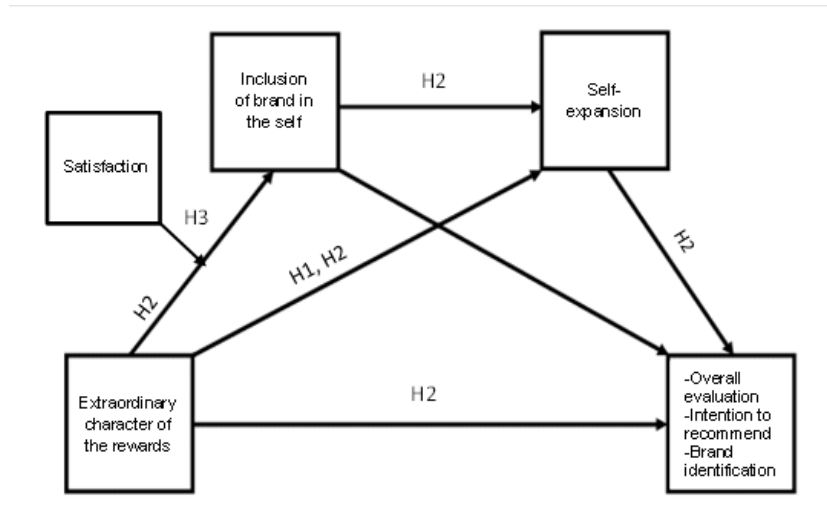 Inclusion
of brand in
the self
H2
Self-
expansion
Satisfaction
H3
H2
H1, H2
H2
Extraordinary
character of
the rewards
H2
-Overall
evaluation
-Intention to
recommend
-Brand
identification